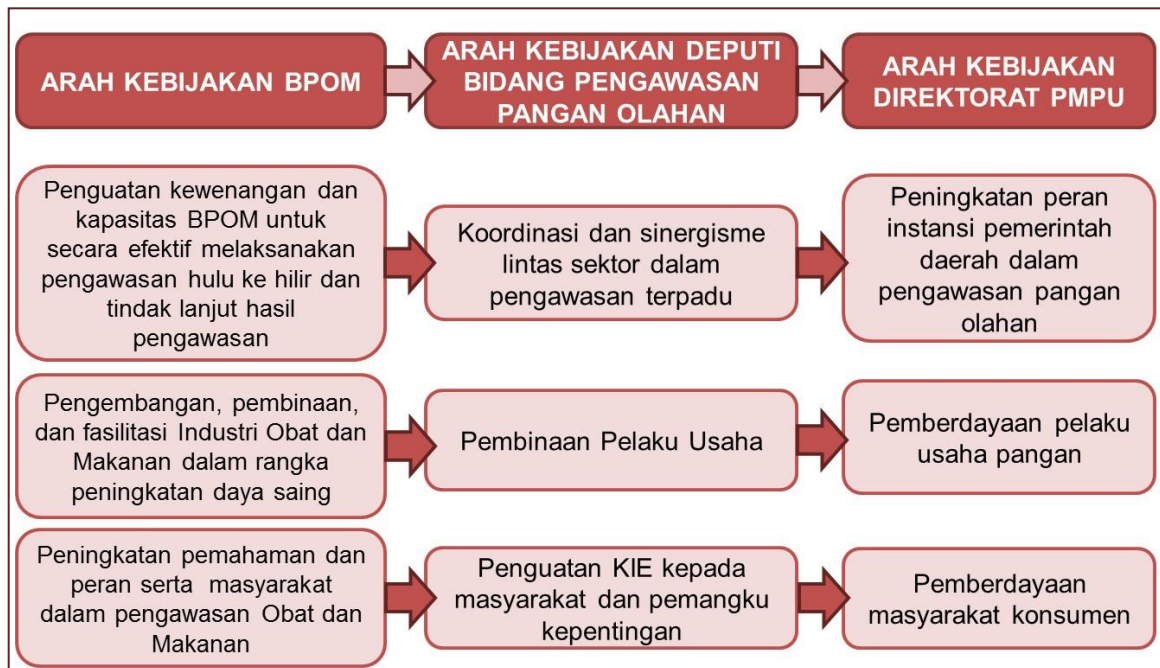 ARAH KEBIJAKAN BPOM
ARAH KEBIJAKAN DEPUTI
BIDANG PENGAWASAN
PANGAN OLAHAN
ARAH KEBIJAKAN
DIREKTORAT PMPU
Penguatan kewenangan dan
kapasitas BPOM untuk
secara efektif melaksanakan
pengawasan hulu ke hilir dan
tindak lanjut hasil
pengawasan
Koordinasi dan sinergisme
lintas sektor dalam
pengawasan terpadu
Peningkatan peran
instansi pemerintah
daerah dalam
pengawasan pangan
olahan
Pengembangan, pembinaan,
dan fasilitasi Industri Obat dan
Makanan dalam rangka
peningkatan daya saing
Pembinaan Pelaku Usaha
Pemberdayaan pelaku
usaha pangan
Peningkatan pemahaman dan
peran serta masyarakat
dalam pengawasan Obat dan
Makanan
Penguatan KIE kepada
masyarakat dan pemangku
kepentingan
Pemberdayaan
masyarakat konsumen